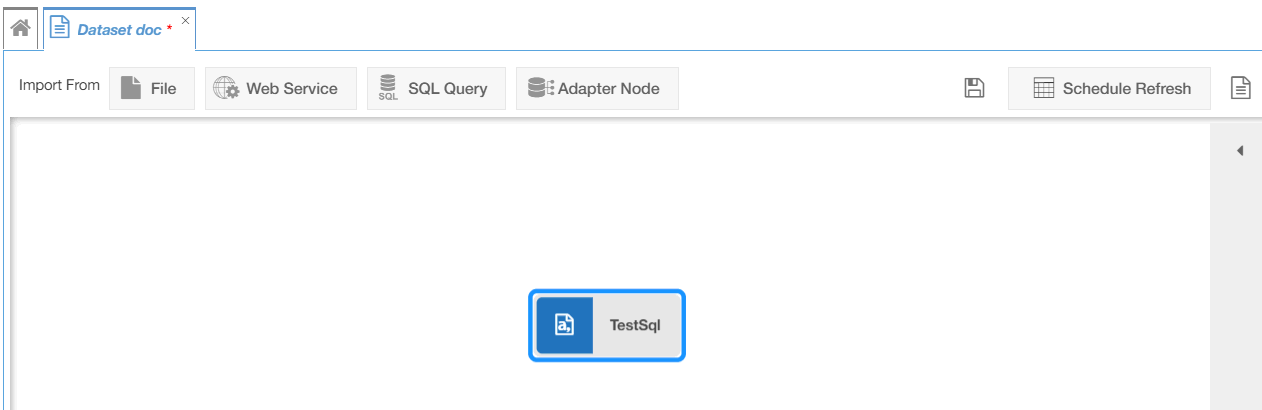 Dataset doc *
Import From File Web Service SQL SQL Query Adapter Node Schedule Refresh
a, TestSql